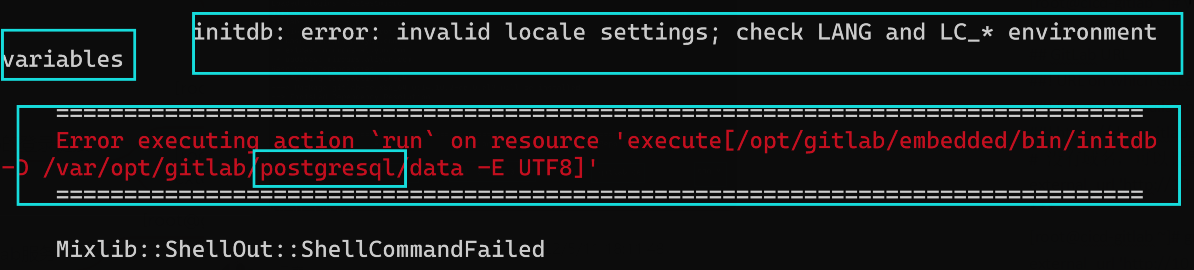 initdb: error: invalid locale settings; check LANG and LC_* environment
variables
================================================================================
Error executing action `run` on resource 'execute[/opt/gitlab/embedded/bin/initdb
-D /var/opt/gitlab/postgresql/data -E UTF8]'
================================================================================
Mixlib::ShellOut::ShellCommandFailed